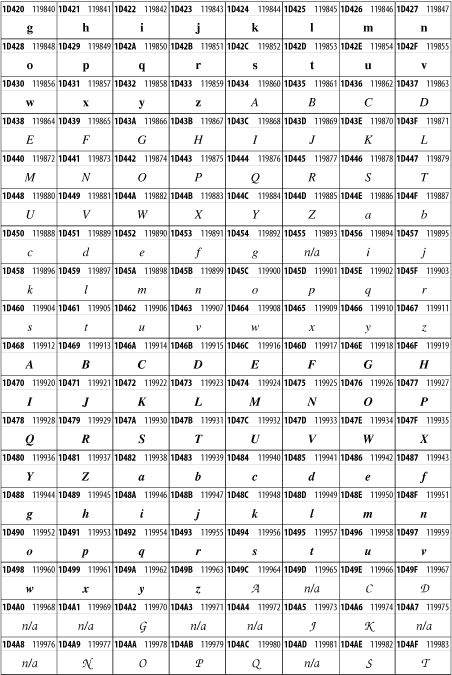 1D420 119840 1D421 119841 1D422 119842 1D423 119843 1D424 119844 1D425 119845 1D426 119846 1D427 119847
g h i j k l m n
1D428 119848 1D429 119849 1D42A 119850 1D42B 119851 1D42C 119852 1D42D 119853 1D42E 119854 1D42F 119855
o p q r s t u v
1D430 119856 1D431 119857 1D432 119858 1D433 119859 1D434 119860 1D435 119861 1D436 119862 1D437 119863
w x y z A B C D
1D438 119864 1D439 119865 1D43A 119866 1D43B 119867 1D43C 119868 1D43D 119869 1D43E 119870 1D43F 119871
E F G H I J K L
1D440 119872 1D441 119873 1D442 119874 1D443 119875 1D444 119876 1D445 119877 1D446 119878 1D447 119879
M N O P Q R S T
1D448 119880 1D449 119881 1D44A 119882 1D44B 119883 1D44C 119884 1D44D 119885 1D44E 119886 1D44F 119887
U V W X Y Z a b
1D450 119888 1D451 119889 1D452 119890 1D453 119891 1D454 119892 1D455 119893 1D456 119894 1D457 119895
c d e f g n/a i j
1D458 119896 1D459 119897 1D45A 119898 1D45B 119899 1D45C 119900 1D45D 119901 1D45E 119902 1D45F 119903
k l m n o p q r
1D460 119904 1D461 119905 1D462 119906 1D463 119907 1D464 119908 1D465 119909 1D466 119910 1D467 119911
s t u v w x y z
1D468 119912 1D469 119913 1D46A 119914 1D46B 119915 1D46C 119916 1D46D 119917 1D46E 119918 1D46F 119919
A B C D E F G H
1D470 119920 1D471 119921 1D472 119922 1D473 119923 1D474 119924 1D475 119925 1D476 119926 1D477 119927
I J K L M N O P
1D478 119928 1D479 119929 1D47A 119930 1D47B 119931 1D47C 119932 1D47D 119933 1D47E 119934 1D47F 119935
Q R S T U V W X
1D480 119936 1D481 119937 1D482 119938 1D483 119939 1D484 119940 1D485 119941 1D486 119942 1D487 119943
Y Z a b c d e f
1D488 119944 1D489 119945 1D48A 119946 1D48B 119947 1D48C 119948 1D48D 119949 1D48E 119950 1D48F 119951
g h i j k l m n
1D490 119952 1D491 119953 1D492 119954 1D493 119955 1D494 119956 1D495 119957 1D496 119958 1D497 119959
o p q r s t u v
1D498 119960 1D499 119961 1D49A 119962 1D49B 119963 1D49C 119964 1D49D 119965 1D49E 119966 1D49F 119967
w x y z 𝒜 n/a 𝒞 𝒟
1D4A0 119968 1D4A1 119969 1D4A2 119970 1D4A3 119971 1D4A4 119972 1D4A5 119973 1D4A6 119974 1D4A7 119975
n/a n/a 𝒢 n/a n/a 𝒥 𝒦 n/a
1D4A8 119976 1D4A9 119977 1D4AA 119978 1D4AB 119979 1D4AC 119980 1D4AD 119981 1D4AE 119982 1D4AF 119983
n/a 𝒩 𝒪 𝒫 𝒬 n/a 𝒮 𝒯